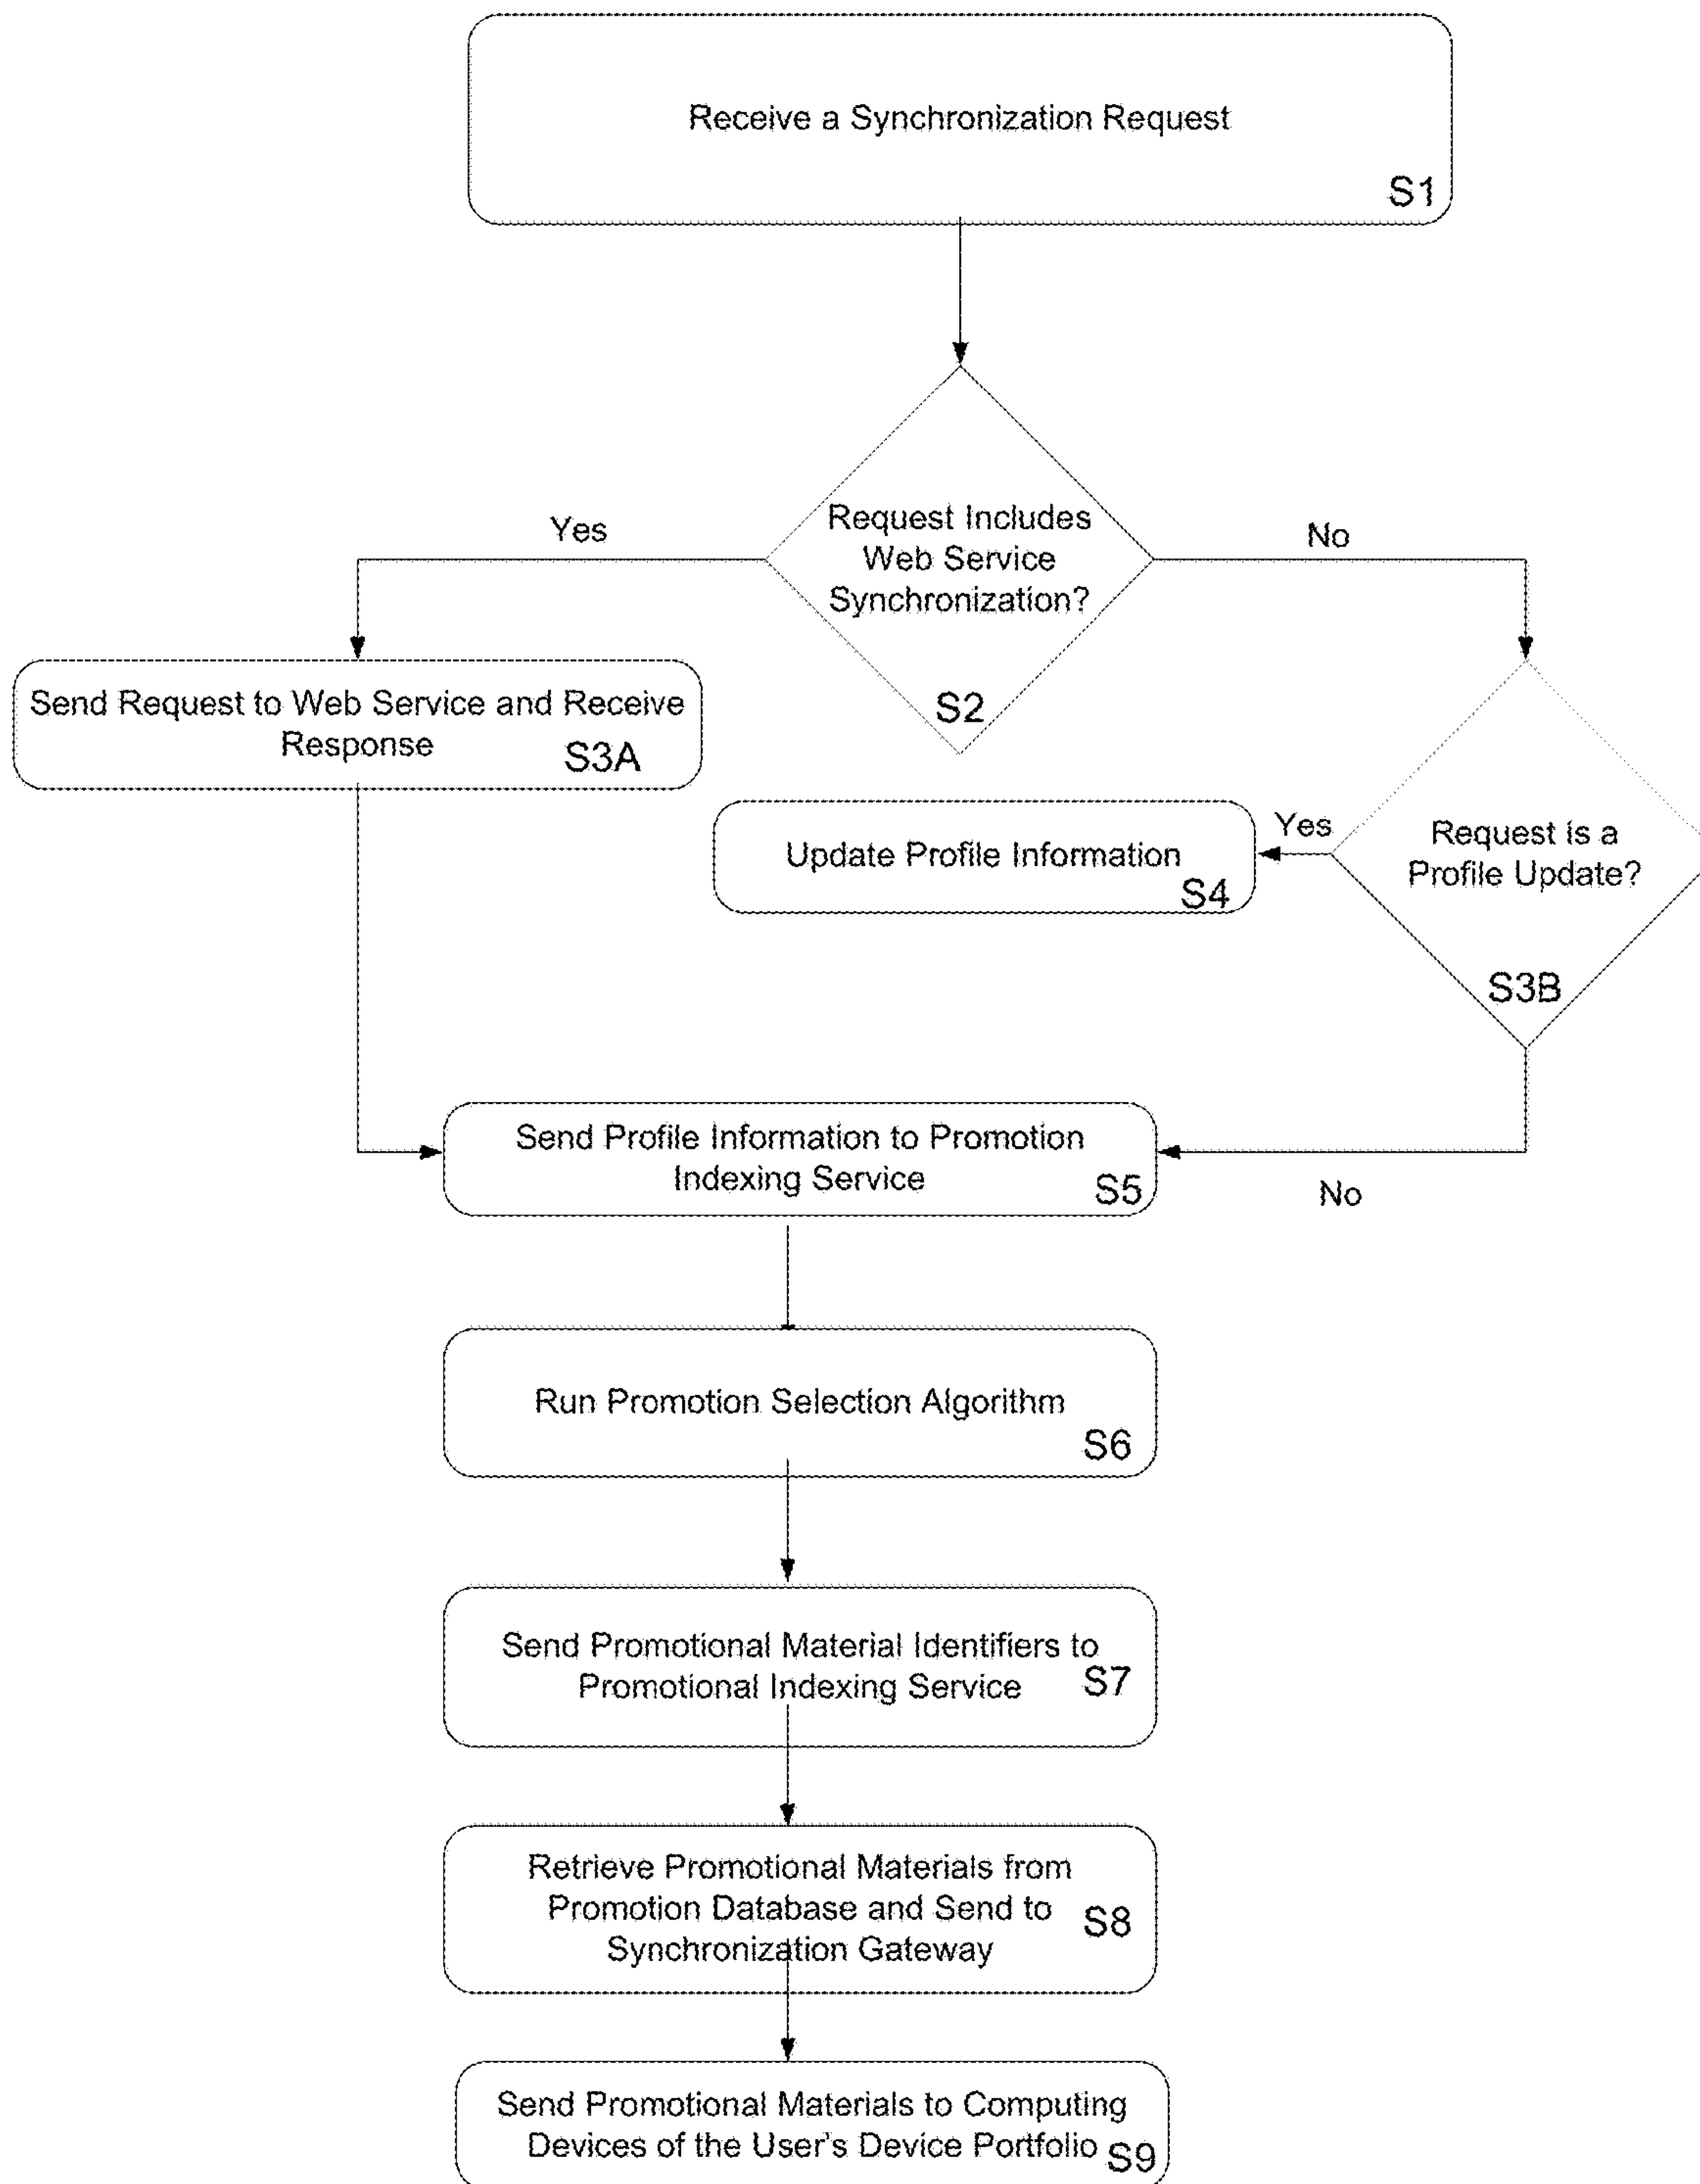 Receive a Synchronization Request
S1
Request Includes
Web Service
Synchronization?
S2
Yes
No
Send Request to Web Service and Receive
Response
S3A
Request is a
Profile Update?
S3B
Yes
Update Profile Information
S4
No
Send Profile Information to Promotion
Indexing Service
S5
Run Promotion Selection Algorithm
S6
Send Promotional Material Identifiers to
Promotional Indexing Service
S7
Retrieve Promotional Materials from
Promotion Database and Send to
Synchronization Gateway
S8
Send Promotional Materials to Computing
Devices of the User's Device Portfolio
S9